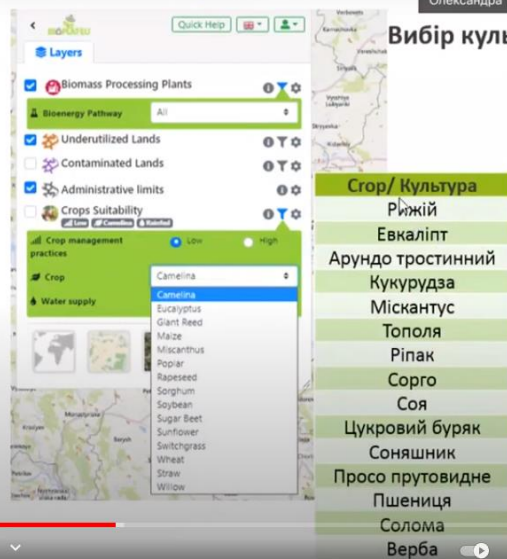 Олександра
Quick Help
Вибір куль
Layers
Biomass Processing Plants
Bioenergy Pathway
All
Underutilized Lands
Contaminated Lands
Administrative limits
Crops Suitability
Low
Camelina
Rainfed
Crop management practices
Low
High
Crop
Camelina
Water supply
Camelina
Eucalyptus
Giant Reed
Maize
Miscanthus
Poplar
Rapeseed
Sorghum
Soybean
Sugar Beet
Sunflower
Switchgrass
Wheat
Straw
Willow
Crop/ Культура
Рижій
Евкаліпт
Арундо тростинний
Кукурудза
Міскантус
Тополя
Ріпак
Сорго
Соя
Цукровий буряк
Соняшник
Просо прутовидне
Пшениця
Солома
Верба